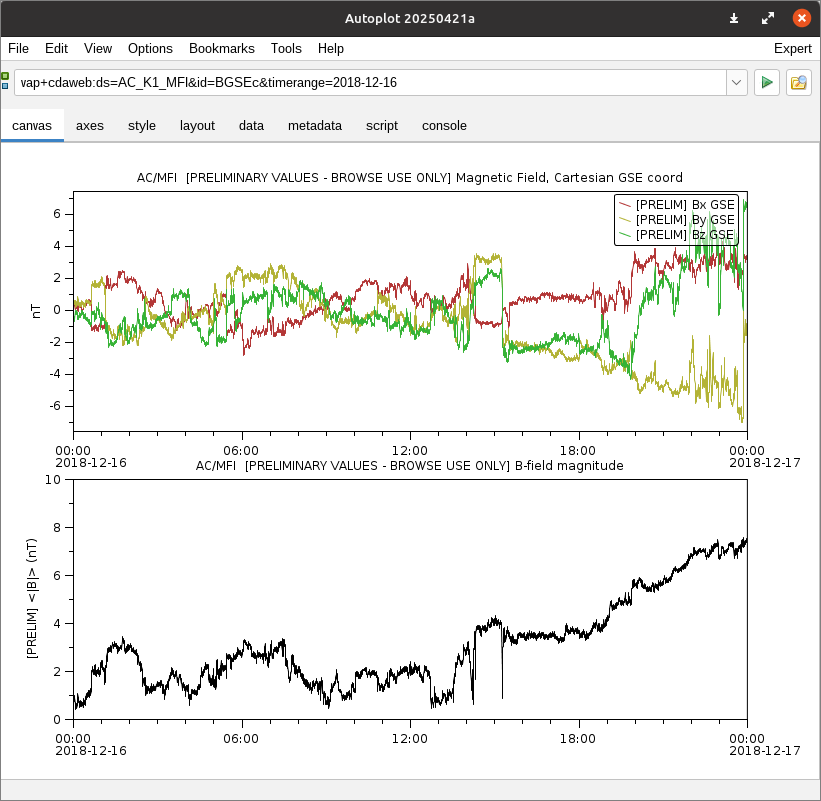 Autoplot 20250421a
File Edit View Options Bookmarks Tools Help Expert
vap+cdaweb:ds=AC_K1_MFI&id=BGSEc&timerange=2018-12-16
canvas axes style layout data metadata script console
AC/MFI [PRELIMINARY VALUES - BROWSE USE ONLY] Magnetic Field, Cartesian GSE coord
[PRELIM] Bx GSE
[PRELIM] By GSE
[PRELIM] Bz GSE
6
4
2
0
-2
-4
-6
nT
00:00 06:00 12:00 18:00 00:00
2018-12-16 2018-12-17
AC/MFI [PRELIMINARY VALUES - BROWSE USE ONLY] B-field magnitude
10
8
6
4
2
0
[PRELIM] <|B|> (nT)
00:00 06:00 12:00 18:00 00:00
2018-12-16 2018-12-17